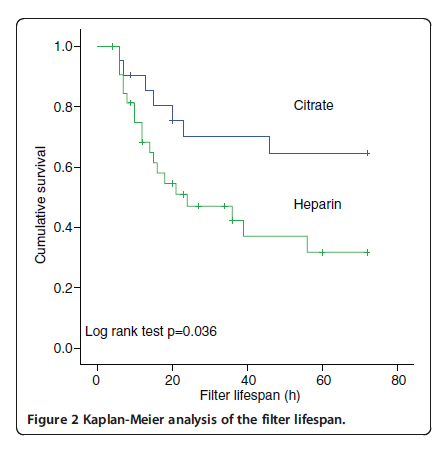 1.0
0.8
Citrate
0.6
Cumulative survival
Heparin
0.4
0.2
Log rank test p=0.036
0.0
0 20 40 60 80
Filter lifespan (h)
Figure 2 Kaplan-Meier analysis of the filter lifespan.